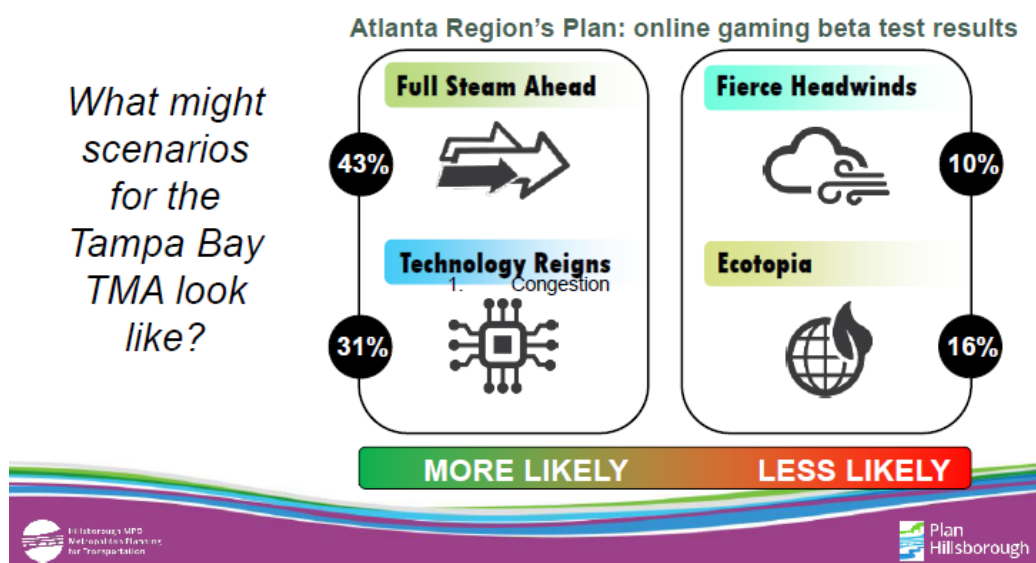 Atlanta Region's Plan: online gaming beta test results
What might
scenarios
for the
Tampa Bay
TMA look
like?
Full Steam Ahead
43%
Technology Reigns
1. Congestion
31%
Fierce Headwinds
10%
Ecotopia
16%
MORE LIKELY
LESS LIKELY
Hillsborough MPO
Metropolitan Planning
for Transportation
Plan
Hillsborough